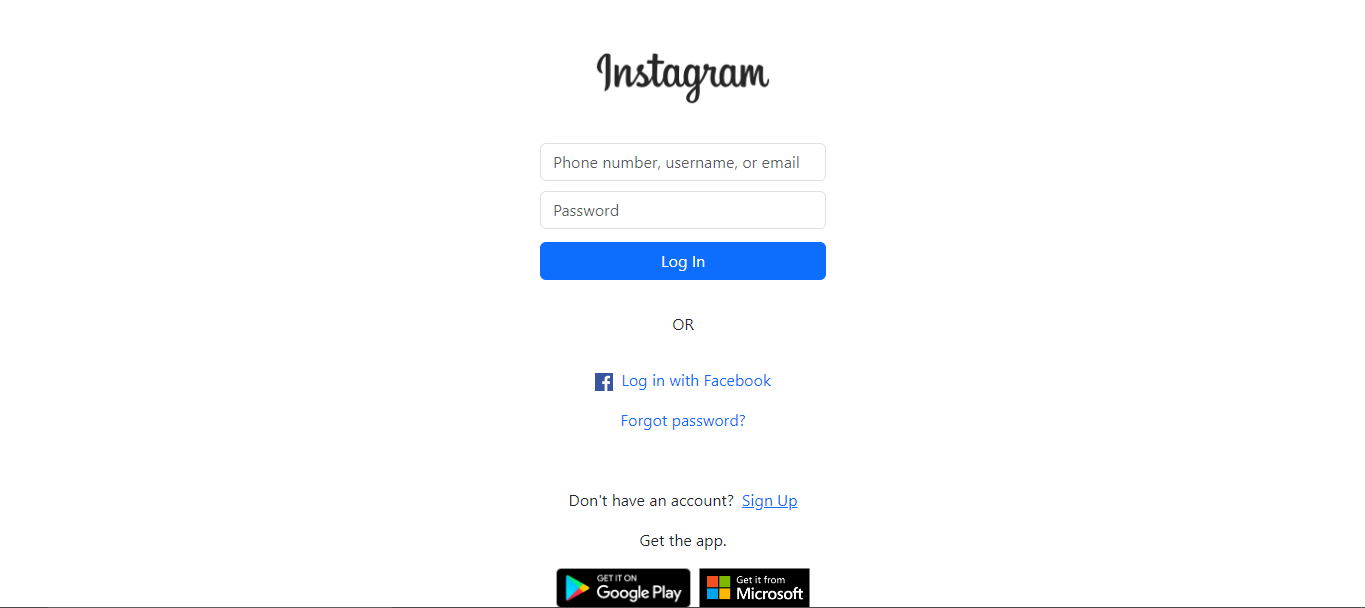 Instagram
Phone number, username, or email
Password
Log In
OR
Log in with Facebook
Forgot password?
Don't have an account? Sign Up
Get the app.
GET IT ON
Google Play
Get it from
Microsoft